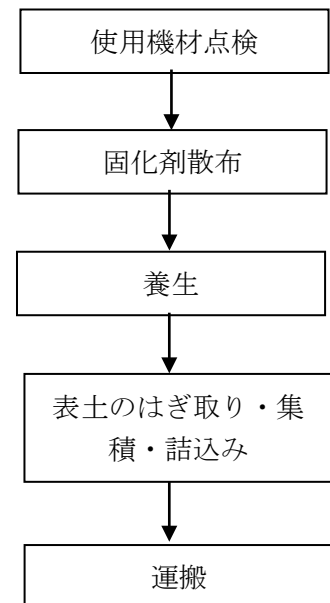 使用機材点検
固化剤散布
養生
表土のはぎ取り・集
積・詰込み
運搬